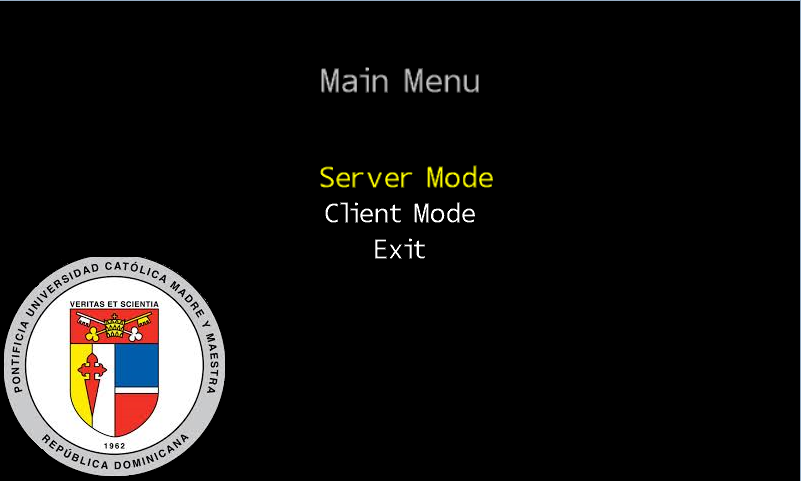 Main Menu
Server Mode
Client Mode
Exit
PONTIFICIA UNIVERSIDAD CATÓLICA MADRE Y MAESTRA
VERITAS ET SCIENTIA
1962
REPÚBLICA DOMINICANA